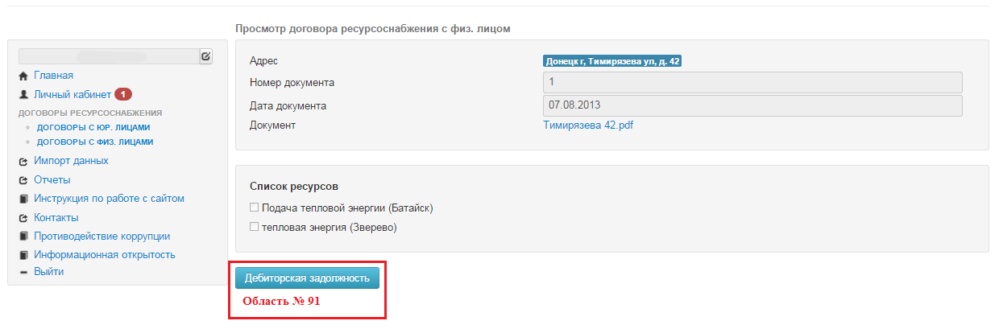 Просмотр договора ресурсоснабжения с физ. лицом
Главная
Личный кабинет 1
ДОГОВОРЫ РЕСУРСОСНАБЖЕНИЯ
ДОГОВОРЫ С ЮР. ЛИЦАМИ
ДОГОВОРЫ С ФИЗ. ЛИЦАМИ
Импорт данных
Отчеты
Инструкция по работе с сайтом
Контакты
Противодействие коррупции
Информационная открытость
Выйти
Адрес Донецк г, Тимирязева ул, д. 42
Номер документа 1
Дата документа 07.08.2013
Документ Тимирязева 42.pdf
Список ресурсов
Подача тепловой энергии (Батайск)
тепловая энергия (Зверево)
Дебиторская задолжность
Область № 91